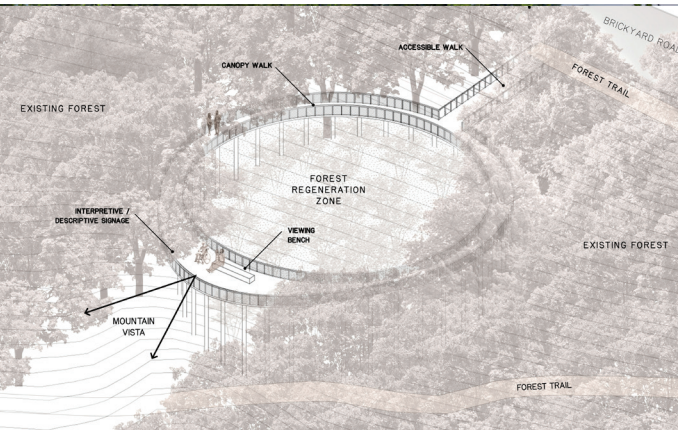 BRICKYARD ROAD
ACCESSIBLE WALK
CANOPY WALK
FOREST TRAIL
EXISTING FOREST
FOREST
REGENERATION
ZONE
INTERPRETIVE /
DESCRIPTIVE SIGNAGE
VIEWING
BENCH
EXISTING FOREST
MOUNTAIN
VISTA
FOREST TRAIL